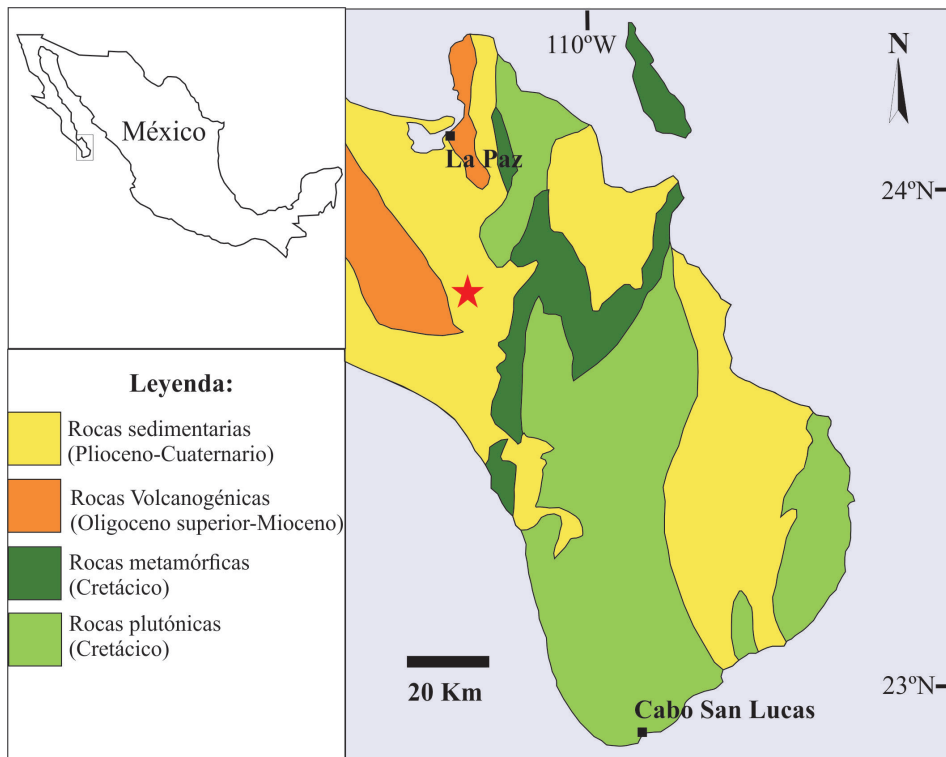 México
Leyenda:
Rocas sedimentarias
(Plioceno-Cuaternario)
Rocas Volcanogénicas
(Oligoceno superior-Mioceno)
Rocas metamórficas
(Cretácico)
Rocas plutónicas
(Cretácico)
110ºW
N
La Paz
24ºN
20 Km
23ºN
Cabo San Lucas